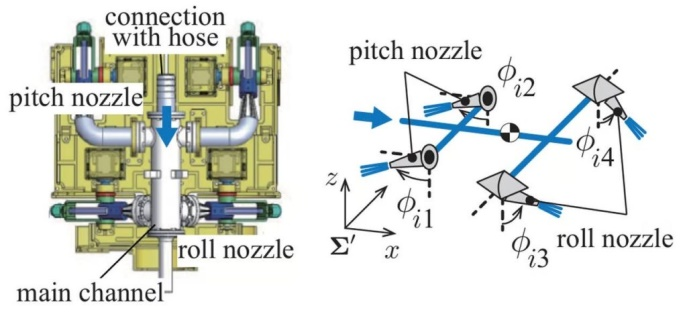 connection
with hose
pitch nozzle
roll nozzle
main channel
pitch nozzle
ϕi2
ϕi4
z
ϕi1
Σ′
x
ϕi3
roll nozzle